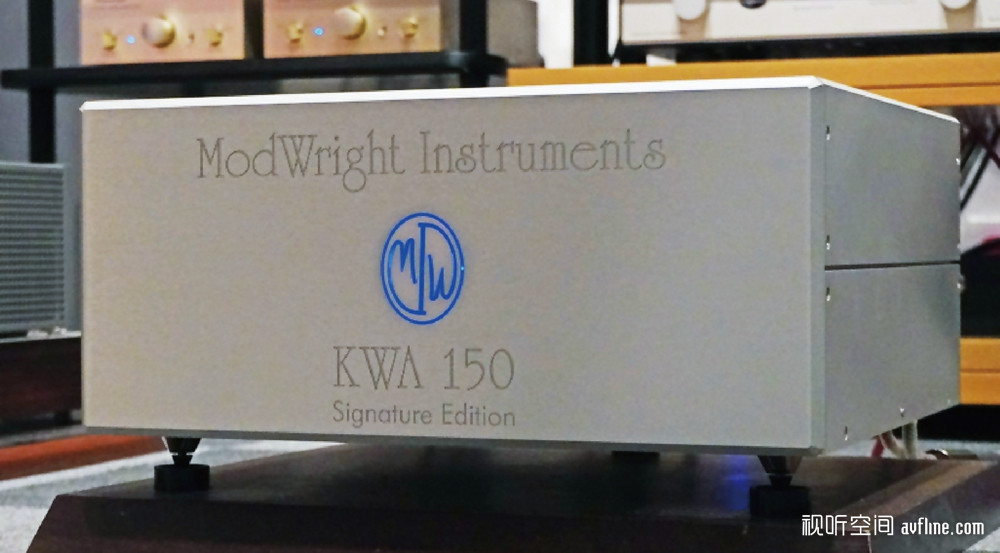 ModWright Instruments
MW
KWA 150
Signature Edition
视听空间 avfline.com